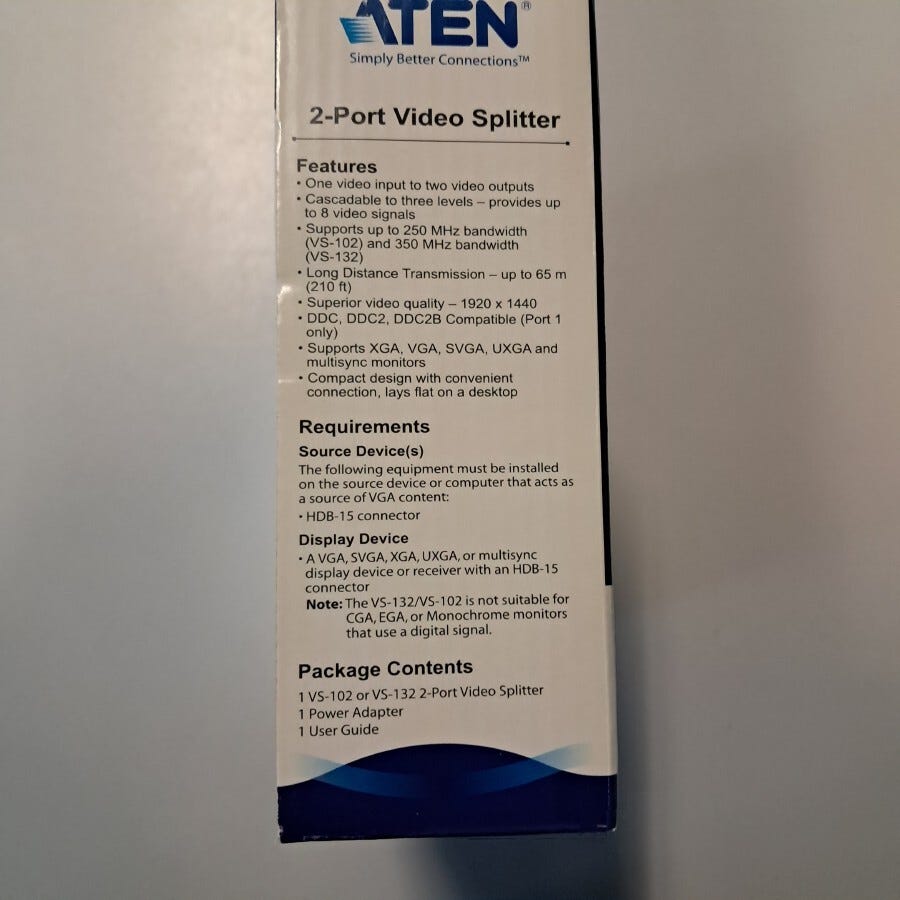 ATEN®
Simply Better Connections™
2-Port Video Splitter
Features
• One video input to two video outputs
• Cascadable to three levels – provides up
to 8 video signals
• Supports up to 250 MHz bandwidth
(VS-102) and 350 MHz bandwidth
(VS-132)
• Long Distance Transmission – up to 65 m
(210 ft)
• Superior video quality – 1920 x 1440
• DDC, DDC2, DDC2B Compatible (Port 1
only)
• Supports XGA, VGA, SVGA, UXGA and
multisync monitors
• Compact design with convenient
connection, lays flat on a desktop
Requirements
Source Device(s)
The following equipment must be installed
on the source device or computer that acts as
a source of VGA content:
• HDB-15 connector
Display Device
• A VGA, SVGA, XGA, UXGA, or multisync
display device or receiver with an HDB-15
connector
Note: The VS-132/VS-102 is not suitable for
CGA, EGA, or Monochrome monitors
that use a digital signal.
Package Contents
1 VS-102 or VS-132 2-Port Video Splitter
1 Power Adapter
1 User Guide